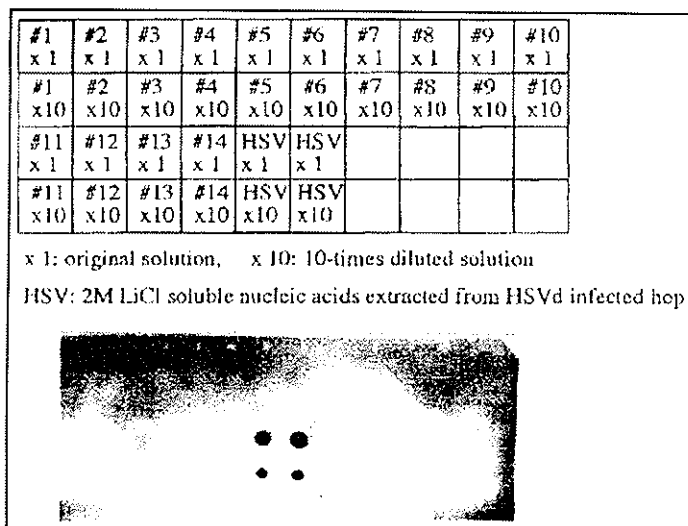 #1 #2 #3 #4 #5 #6 #7 #8 #9 #10
x 1 x 1 x 1 x 1 x 1 x 1 x 1 x 1 x 1 x 1
#1 #2 #3 #4 #5 #6 #7 #8 #9 #10
x10 x10 x10 x10 x10 x10 x10 x10 x10 x10
#11 #12 #13 #14 HSV HSV
x 1 x 1 x 1 x 1 x 1 x 1
#11 #12 #13 #14 HSV HSV
x10 x10 x10 x10 x10 x10
x 1: original solution, x 10: 10-times diluted solution
HSV: 2M LiCl soluble nucleic acids extracted from HSVd infected hop